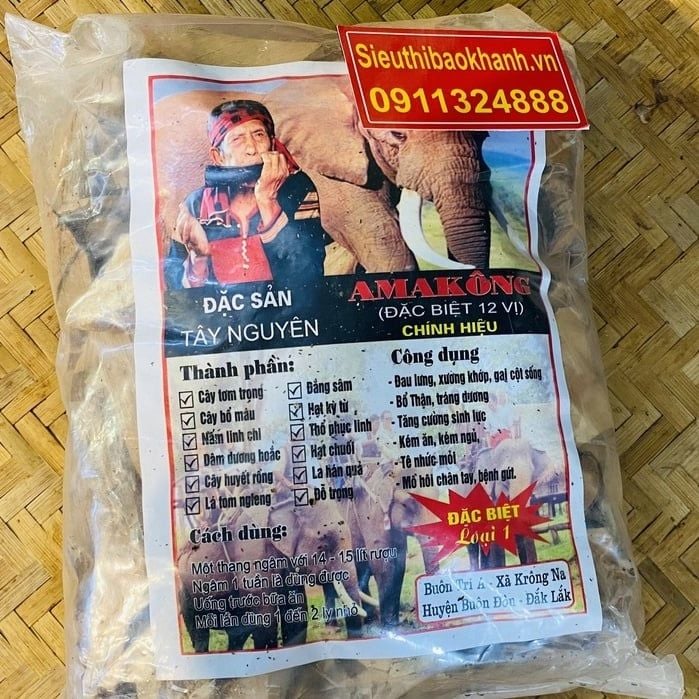 Sieuthibaokhanh.vn
0911324888
ĐẶC SẢN
TÂY NGUYÊN
AMAKÔNG
(ĐẶC BIỆT 12 VỊ)
CHÍNH HIỆU
Thành phần:
Cây tơm trọng
Cây bổ máu
Nấm linh chi
Dâm dương hoắc
Cây huyết rồng
Lá tom ngteng
Đảng sâm
Hạt kỳ tử
Thổ phục linh
Hạt chuối
La hán quả
Đỗ trọng
Công dụng
- Đau lưng, xương khớp, gai cột sống
- Bổ Thận, tráng dương
- Tăng cường sinh lực
- Kém ăn, kém ngủ,
- Tê nhức mỏi
- Mồ hôi chân tay, bệnh gút.
Cách dùng:
Một thang ngâm với 14 - 15 lít rượu
Ngâm 1 tuần là dùng được
Uống trước bữa ăn
Mỗi lần dùng 1 đến 2 ly nhỏ
ĐẶC BIỆT
Loại 1
Buôn Trí A - Xã Krông Na
Huyện Buôn Đôn - Đắk Lắk